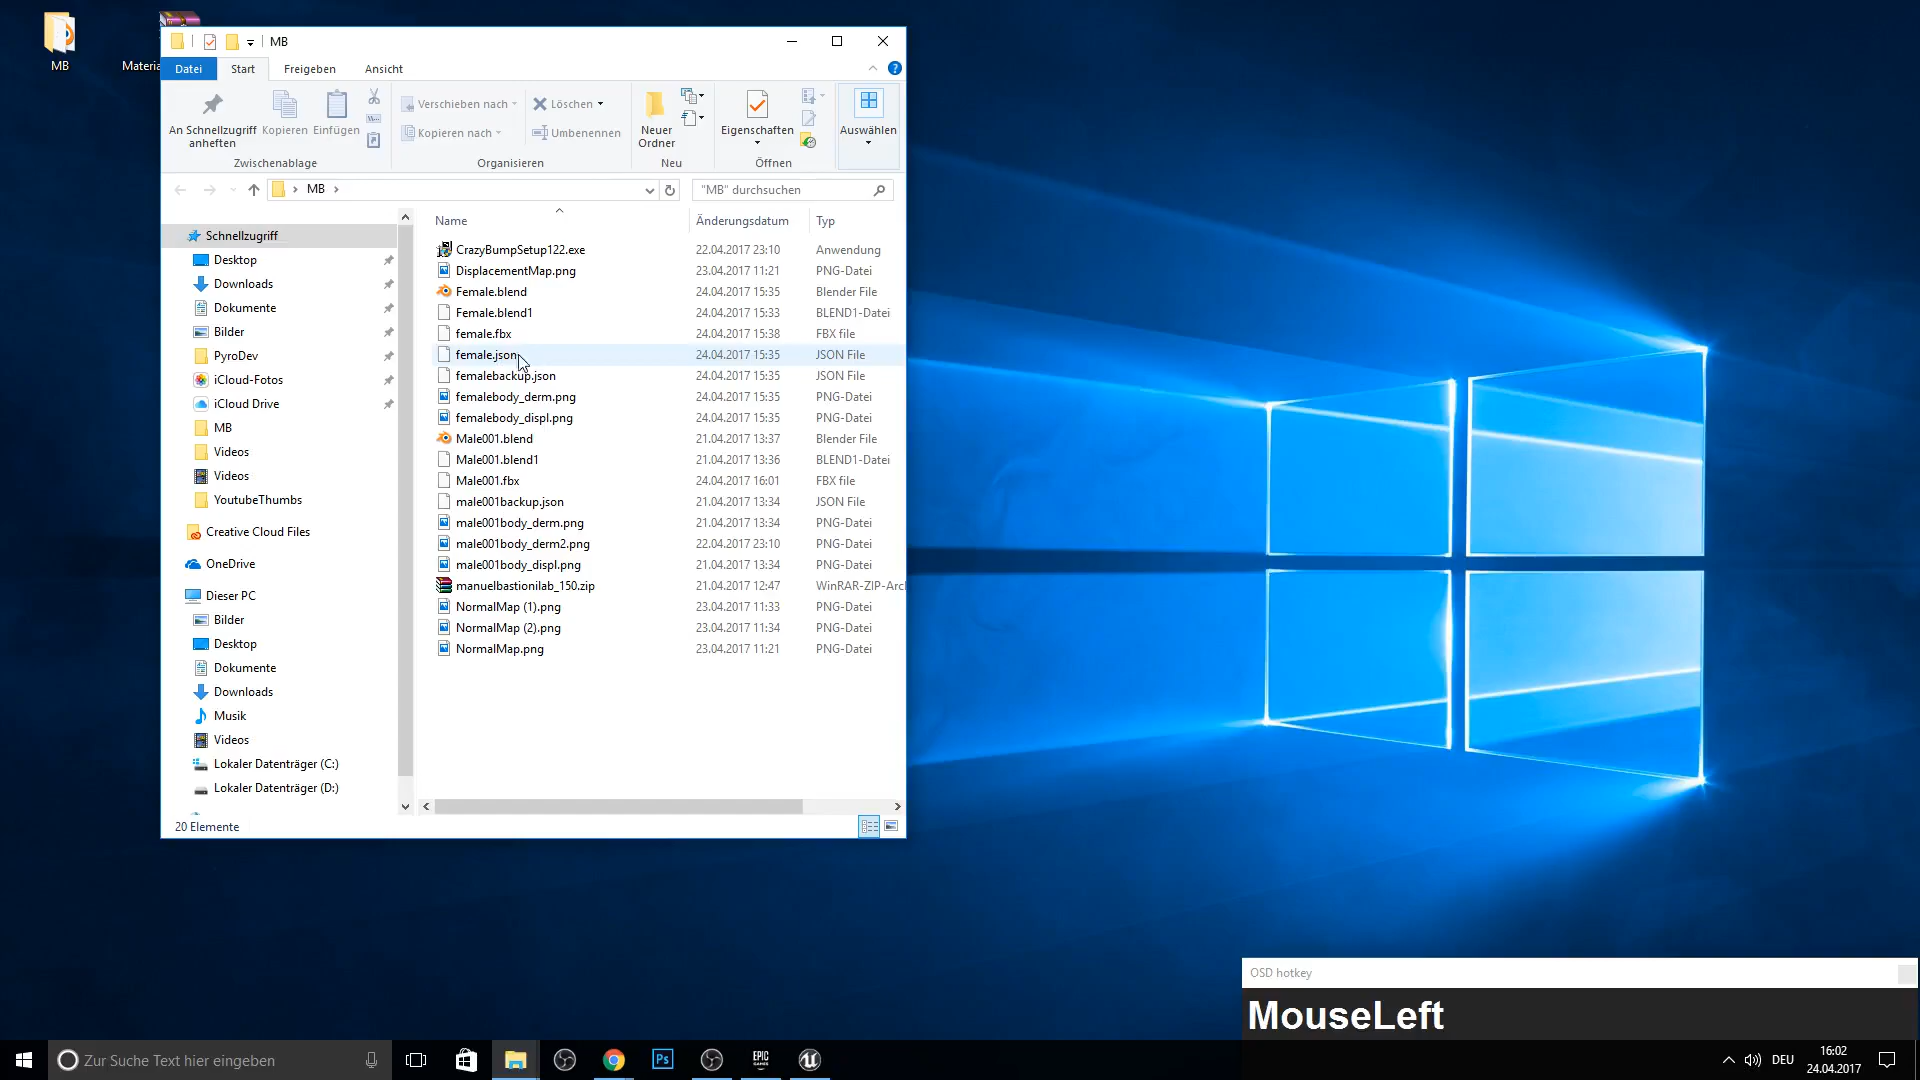 MB
Materia
MB
Datei
Start
Freigeben
Ansicht
An Schnellzugriff
anheften
Kopieren
Einfügen
Verschieben nach
Kopieren nach
Löschen
Umbenennen
Neuer
Ordner
Eigenschaften
Auswählen
Zwischenablage
Organisieren
Neu
Öffnen
MB
"MB" durchsuchen
Schnellzugriff
Desktop
Downloads
Dokumente
Bilder
PyroDev
iCloud-Fotos
iCloud Drive
MB
Videos
Videos
YoutubeThumbs
Creative Cloud Files
OneDrive
Dieser PC
Bilder
Desktop
Dokumente
Downloads
Musik
Videos
Lokaler Datenträger (C:)
Lokaler Datenträger (D:)
Name Änderungsdatum Typ
CrazyBumpSetup122.exe 22.04.2017 23:10 Anwendung
DisplacementMap.png 23.04.2017 11:21 PNG-Datei
Female.blend 24.04.2017 15:35 Blender File
Female.blend1 24.04.2017 15:33 BLEND1-Datei
female.fbx 24.04.2017 15:38 FBX file
female.json 24.04.2017 15:35 JSON File
femalebackup.json 24.04.2017 15:35 JSON File
femalebody_derm.png 24.04.2017 15:35 PNG-Datei
femalebody_displ.png 24.04.2017 15:35 PNG-Datei
Male001.blend 21.04.2017 13:37 Blender File
Male001.blend1 21.04.2017 13:36 BLEND1-Datei
Male001.fbx 24.04.2017 16:01 FBX file
male001backup.json 21.04.2017 13:34 JSON File
male001body_derm.png 21.04.2017 13:34 PNG-Datei
male001body_derm2.png 22.04.2017 23:10 PNG-Datei
male001body_displ.png 21.04.2017 13:34 PNG-Datei
manuelbastionilab_150.zip 21.04.2017 12:47 WinRAR-ZIP-Arc
NormalMap (1).png 23.04.2017 11:33 PNG-Datei
NormalMap (2).png 23.04.2017 11:34 PNG-Datei
NormalMap.png 23.04.2017 11:21 PNG-Datei
20 Elemente
OSD hotkey
MouseLeft
Zur Suche Text hier eingeben
Ps
EPIC
GAMES
DEU
16:02
24.04.2017